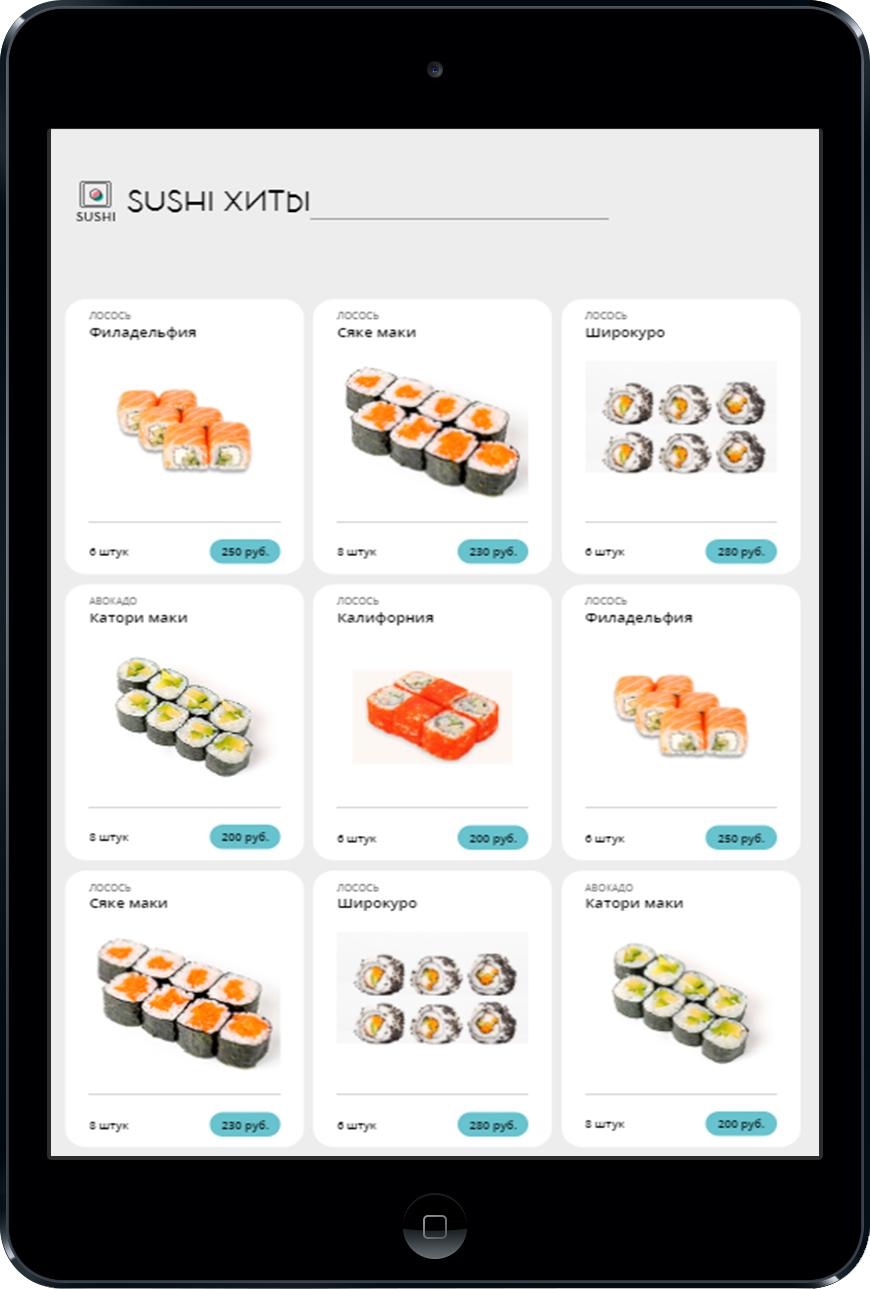 SUSHI
SUSHI ХИТЫ
ЛОСОСЬ
Филадельфия
6 штук
250 руб.
ЛОСОСЬ
Сяке маки
8 штук
230 руб.
ЛОСОСЬ
Широкуро
6 штук
280 руб.
АВОКАДО
Катори маки
8 штук
200 руб.
ЛОСОСЬ
Калифорния
6 штук
200 руб.
ЛОСОСЬ
Филадельфия
6 штук
250 руб.
ЛОСОСЬ
Сяке маки
8 штук
230 руб.
ЛОСОСЬ
Широкуро
6 штук
280 руб.
АВОКАДО
Катори маки
8 штук
200 руб.